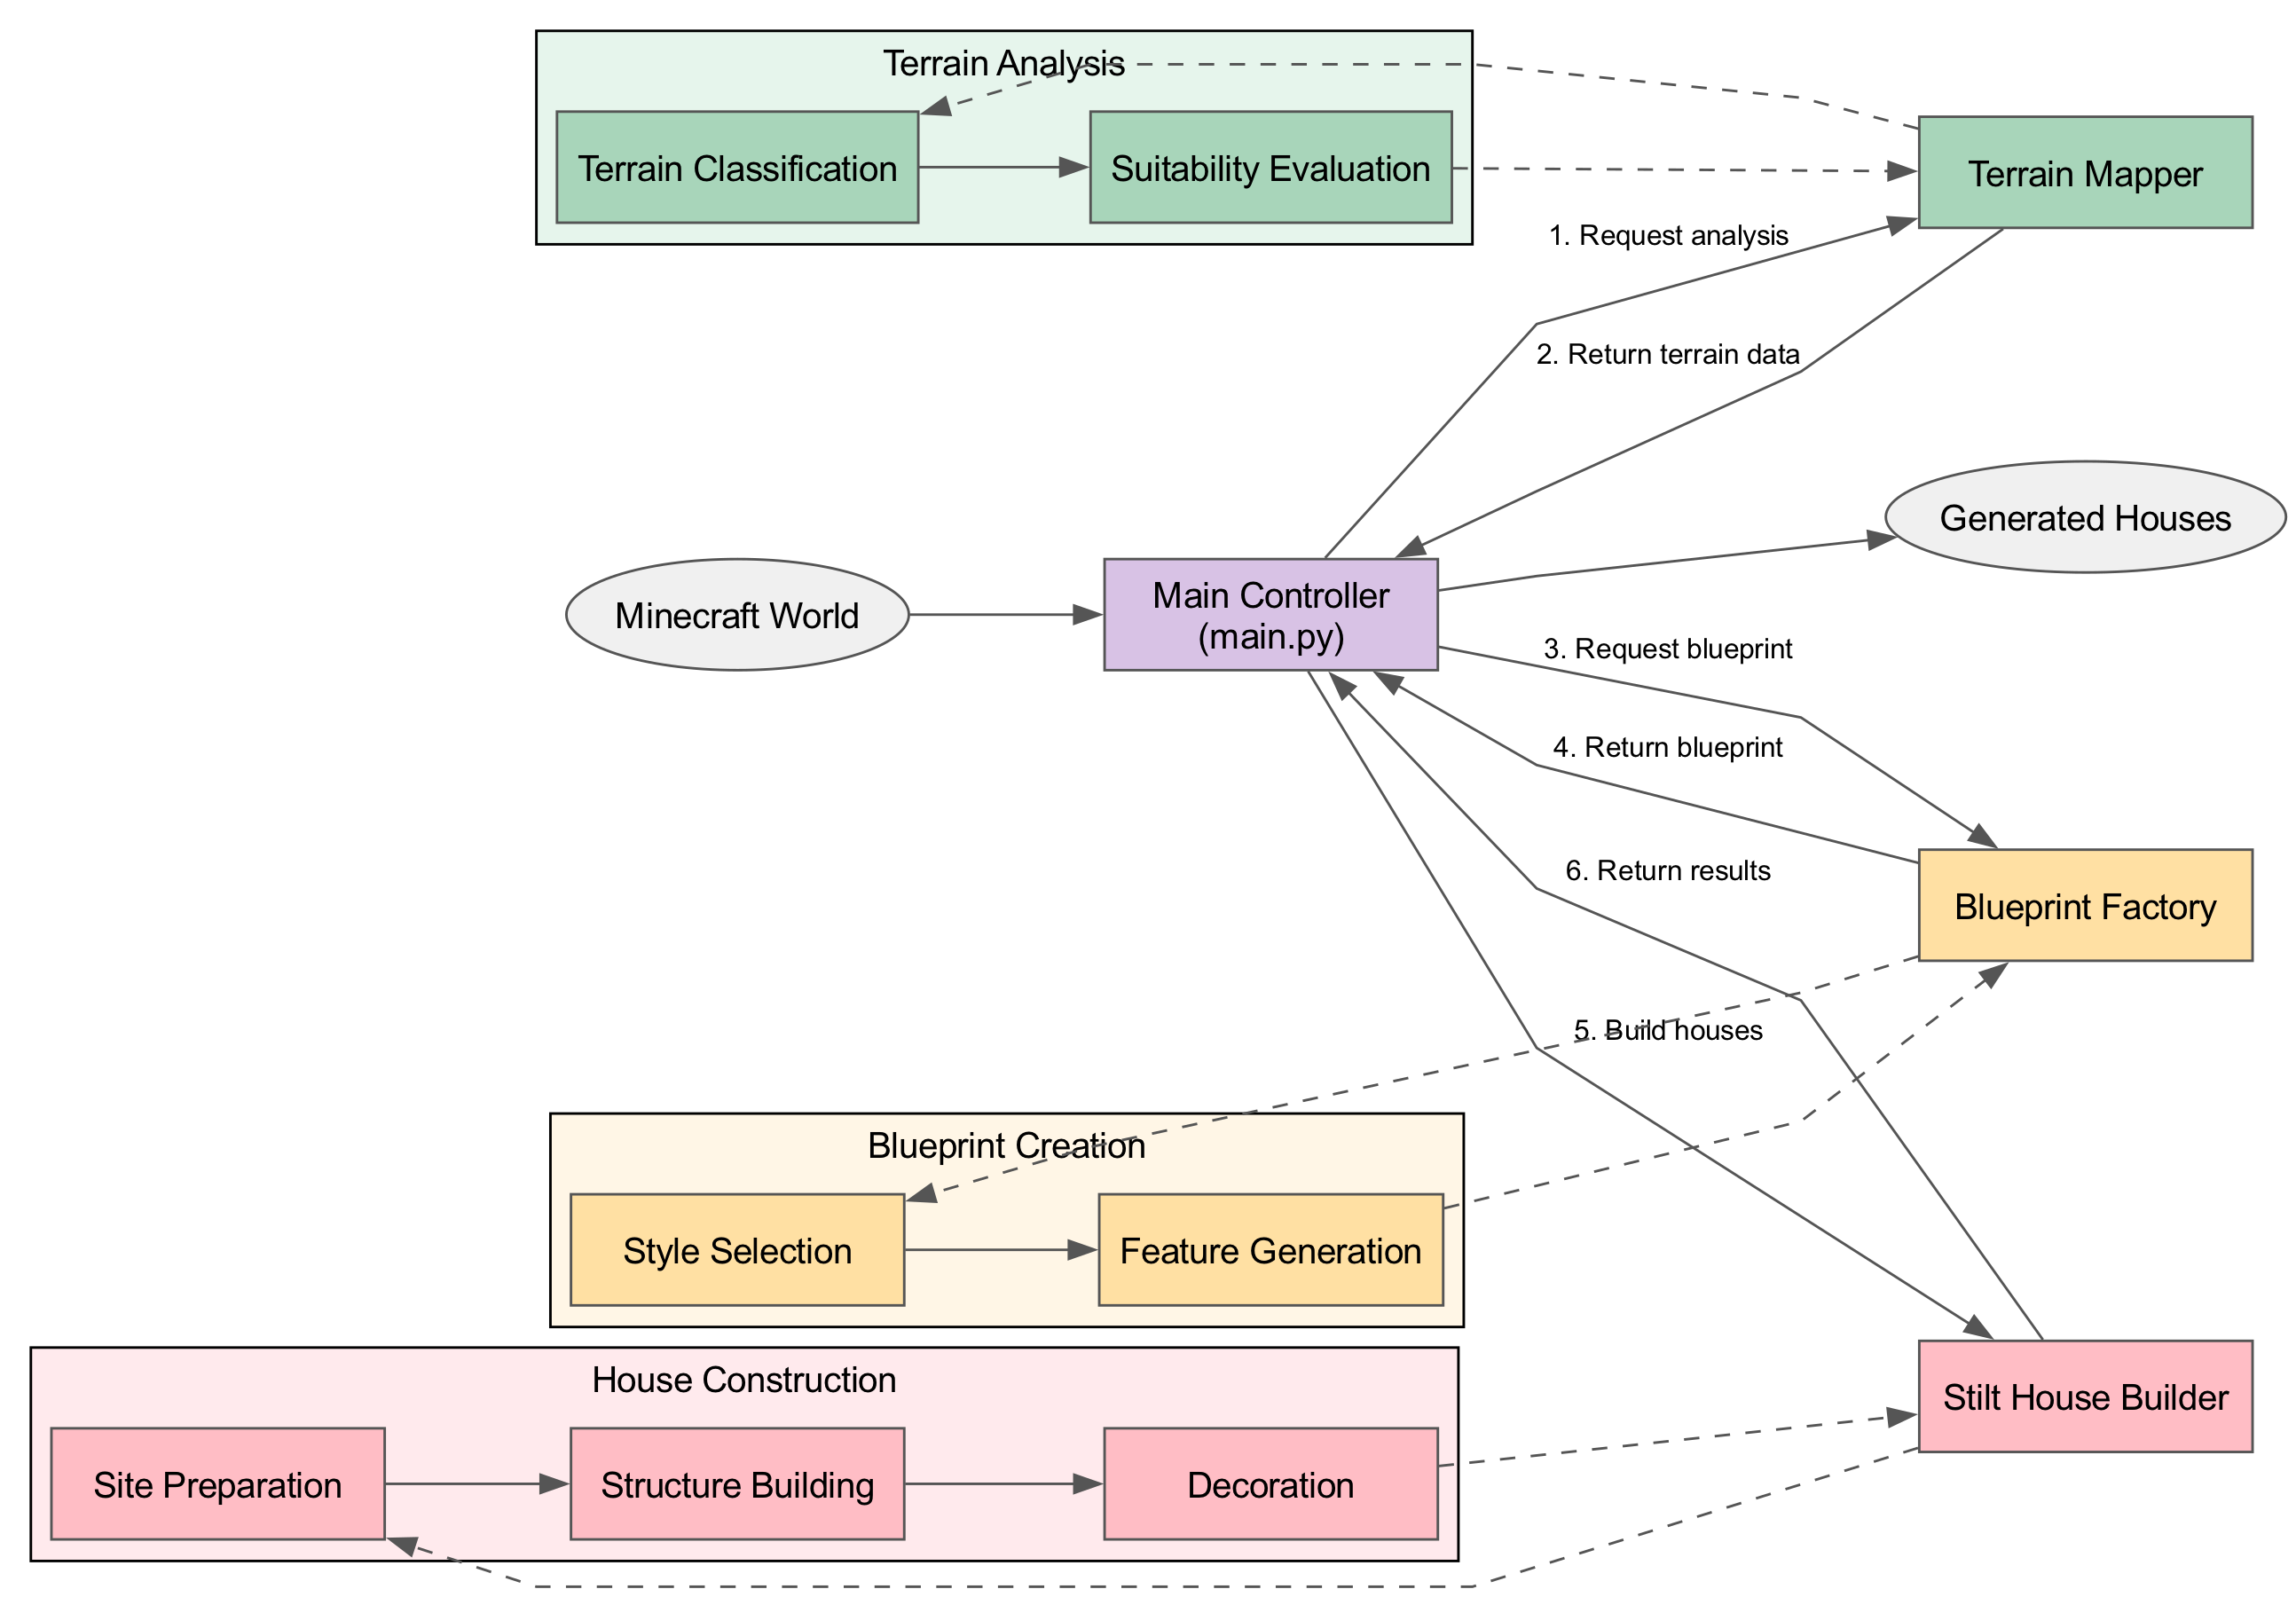 Terrain Analysis
Terrain Classification
Suitability Evaluation
Terrain Mapper
1. Request analysis
2. Return terrain data
Generated Houses
Minecraft World
Main Controller
(main.py)
3. Request blueprint
4. Return blueprint
6. Return results
Blueprint Factory
5. Build houses
Blueprint Creation
Style Selection
Feature Generation
House Construction
Stilt House Builder
Site Preparation
Structure Building
Decoration